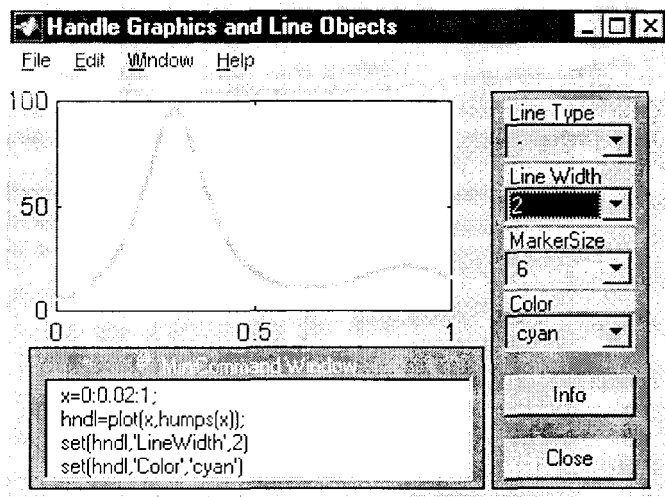 Handle Graphics and Line Objects
File Edit Window Help
100
50
0
0 0.5 1
Line Type
-
Line Width
2
MarkerSize
6
Color
cyan
Info
Close
MiniCommand Window
x=0:0.02:1;
hndl=plot(x,humps(x));
set(hndl,'LineWidth',2)
set(hndl,'Color','cyan')